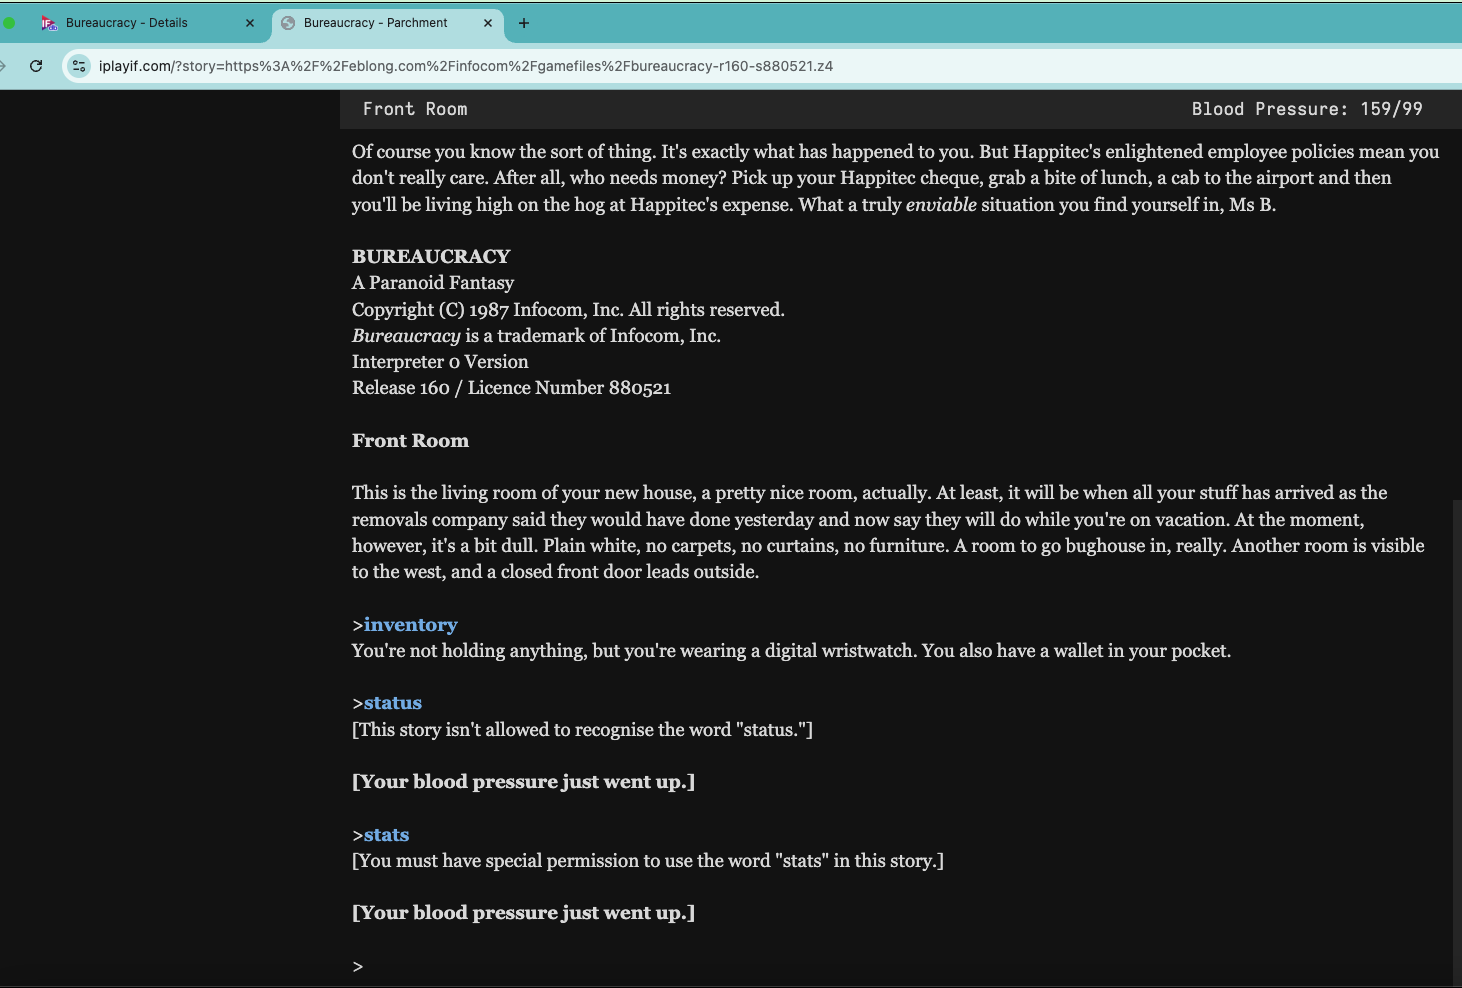 Bureaucracy - Details
Bureaucracy - Parchment
iplayif.com/?story=https%3A%2F%2Feblong.com%2Finfocom%2Fgamefiles%2Fbureaucracy-r160-s880521.z4
Front Room Blood Pressure: 159/99
Of course you know the sort of thing. It's exactly what has happened to you. But Happitec's enlightened employee policies mean you
don't really care. After all, who needs money? Pick up your Happitec cheque, grab a bite of lunch, a cab to the airport and then
you'll be living high on the hog at Happitec's expense. What a truly enviable situation you find yourself in, Ms B.
BUREAUCRACY
A Paranoid Fantasy
Copyright (C) 1987 Infocom, Inc. All rights reserved.
Bureaucracy is a trademark of Infocom, Inc.
Interpreter 0 Version
Release 160 / Licence Number 880521
Front Room
This is the living room of your new house, a pretty nice room, actually. At least, it will be when all your stuff has arrived as the
removals company said they would have done yesterday and now say they will do while you're on vacation. At the moment,
however, it's a bit dull. Plain white, no carpets, no curtains, no furniture. A room to go bughouse in, really. Another room is visible
to the west, and a closed front door leads outside.
>inventory
You're not holding anything, but you're wearing a digital wristwatch. You also have a wallet in your pocket.
>status
[This story isn't allowed to recognise the word "status."]
[Your blood pressure just went up.]
>stats
[You must have special permission to use the word "stats" in this story.]
[Your blood pressure just went up.]
>